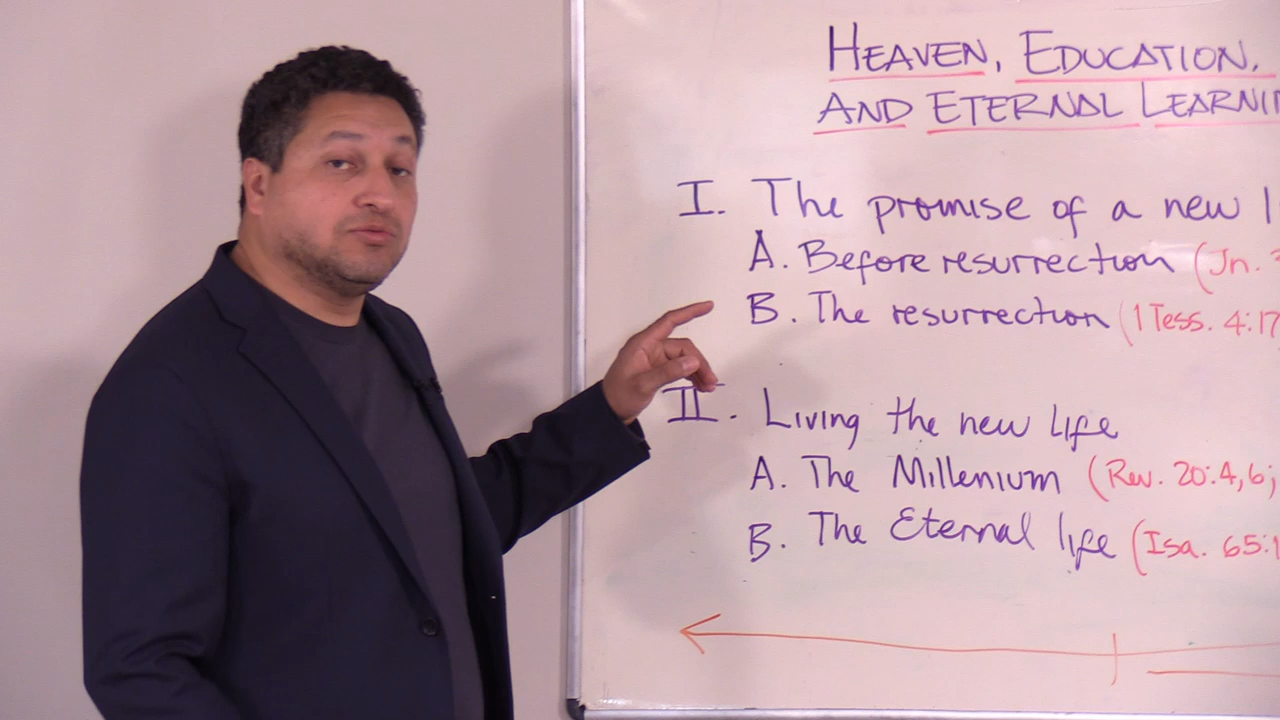 HEAVEN, EDUCATION,
AND ETERNAL
I. The promise of a new
A. Before resurrection (Jn.
B. The resurrection (1 Tess. 4:17
II. Living the new life
A. The Millenium (Rev. 20:4,6;
B. The Eternal life (Isa. 65:1